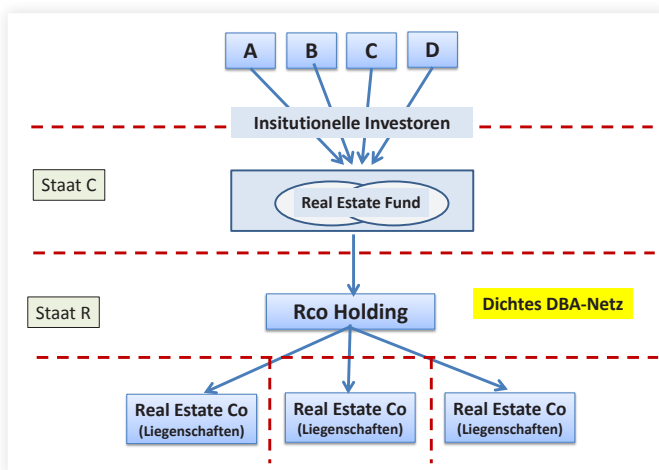 A B C D
Insitutionelle Investoren
Staat C
Real Estate Fund
Staat R
Rco Holding
Dichtes DBA-Netz
Real Estate Co
(Liegenschaften)
Real Estate Co
(Liegenschaften)
Real Estate Co
(Liegenschaften)